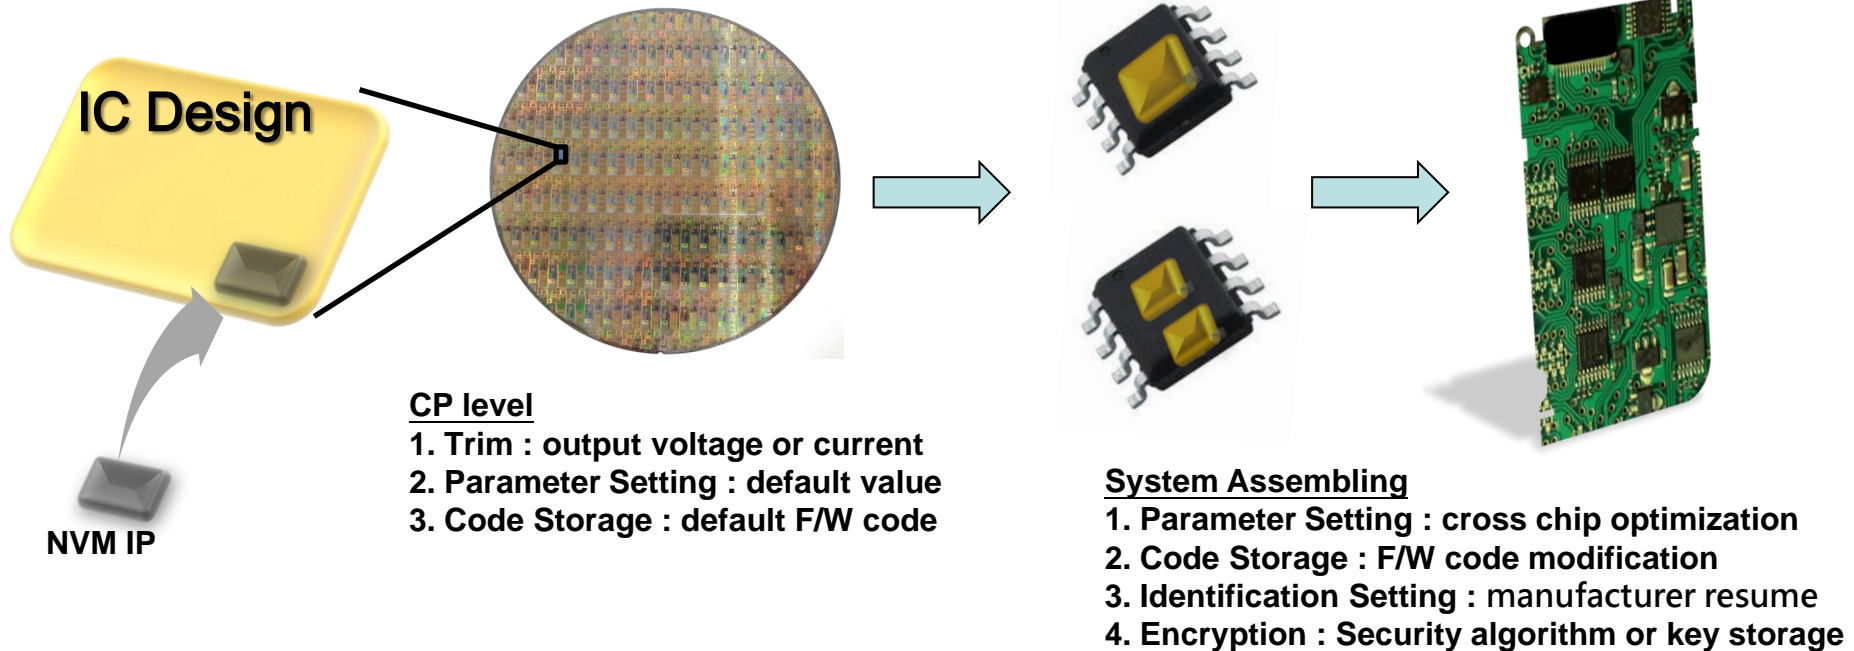 IC Design
NVM IP
CP level
1. Trim : output voltage or current
2. Parameter Setting : default value
3. Code Storage : default F/W code
System Assembling
1. Parameter Setting : cross chip optimization
2. Code Storage : F/W code modification
3. Identification Setting : manufacturer resume
4. Encryption : Security algorithm or key storage